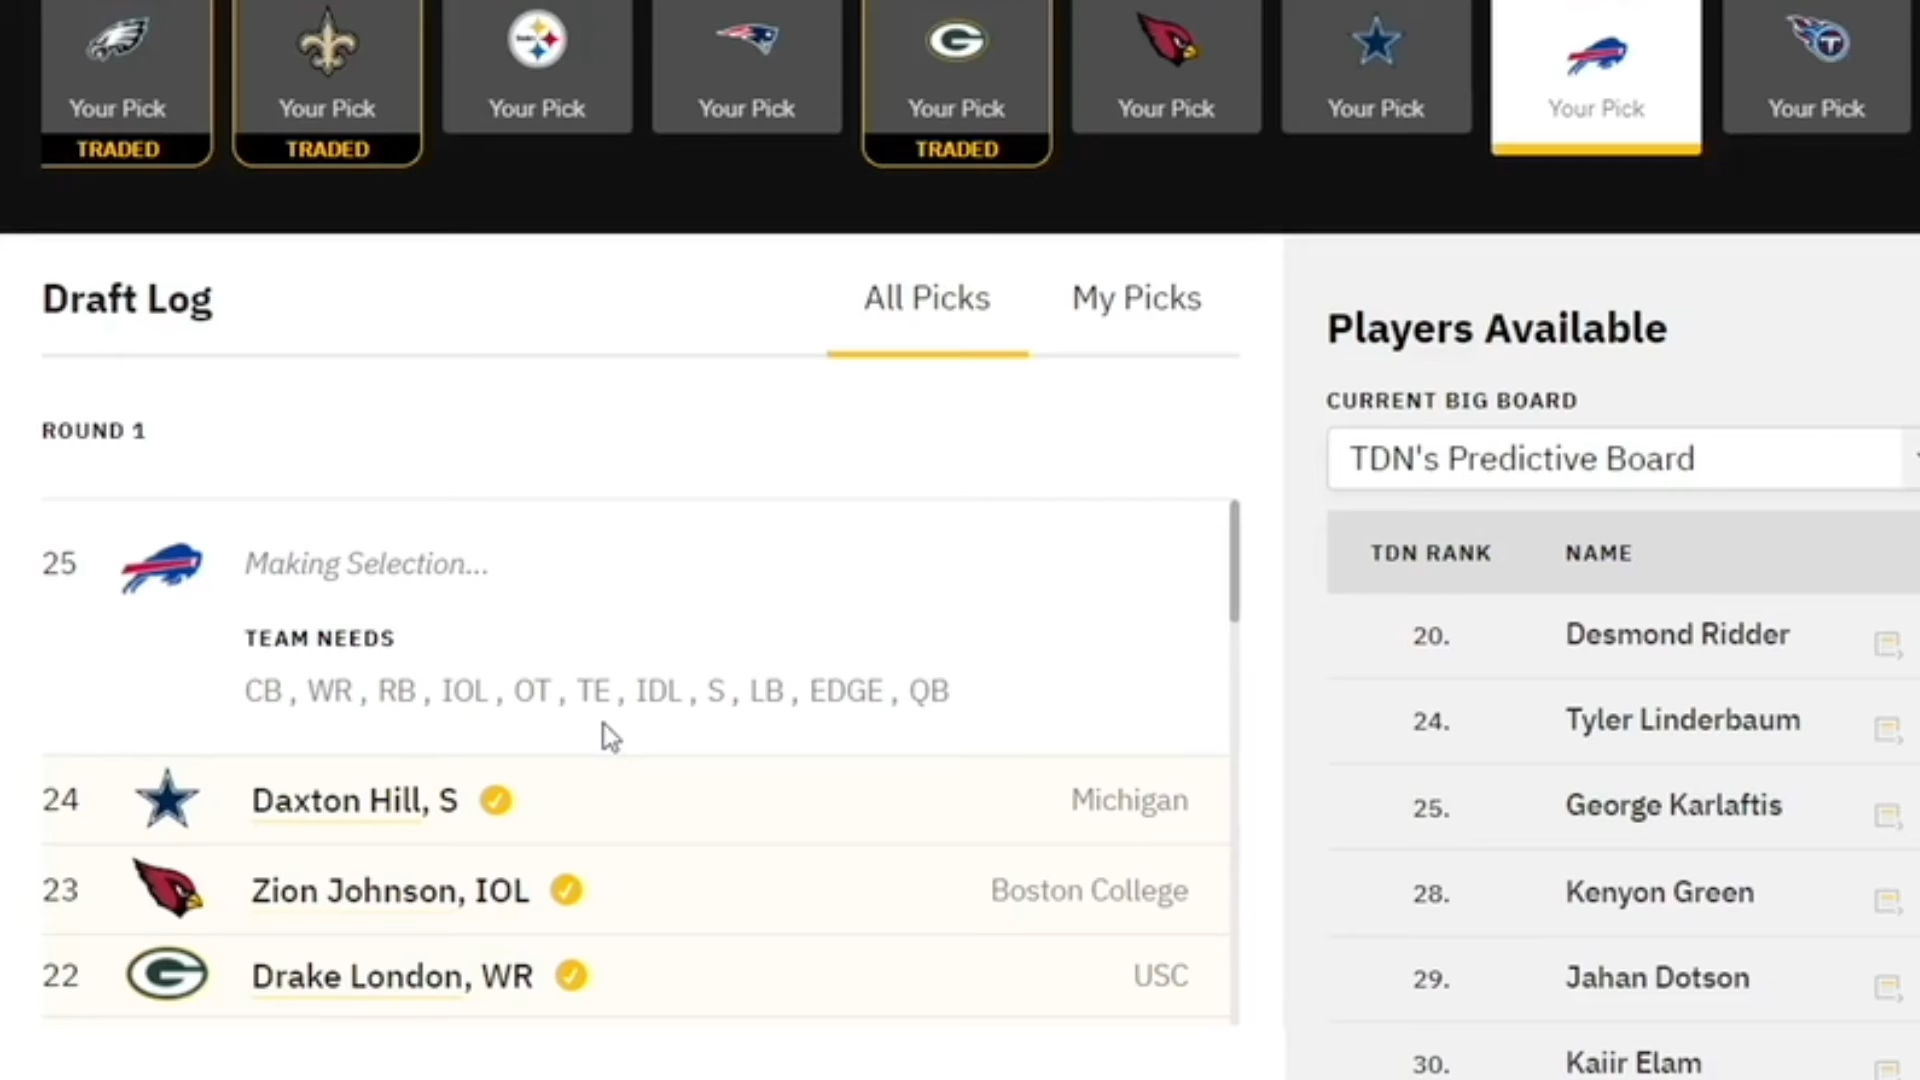 Your Pick Your Pick Your Pick Your Pick Your Pick Your Pick Your Pick Your Pick Your Pick
TRADED TRADED TRADED
Draft Log All Picks My Picks
Players Available
CURRENT BIG BOARD
ROUND 1
TDN's Predictive Board
TDN RANK NAME
25 Making Selection...
TEAM NEEDS
CB, WR, RB, IOL, OT, TE, IDL, S, LB, EDGE, QB
24 Daxton Hill, S Michigan
23 Zion Johnson, IOL Boston College
22 Drake London, WR USC
20. Desmond Ridder
24. Tyler Linderbaum
25. George Karlaftis
28. Kenyon Green
29. Jahan Dotson
30. Kaiir Elam